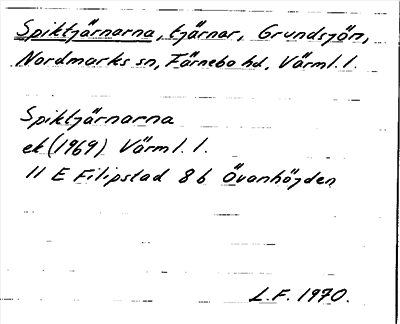 Spiktjärnarna, tjärnar, Grundsjön,
Nordmarks sn, Färnebo hd, Värml. l.
Spiktjärnarna
ek (1969) Värml. l.
11 E Filipstad 8 b Övanhöjden
L.F. 1970.